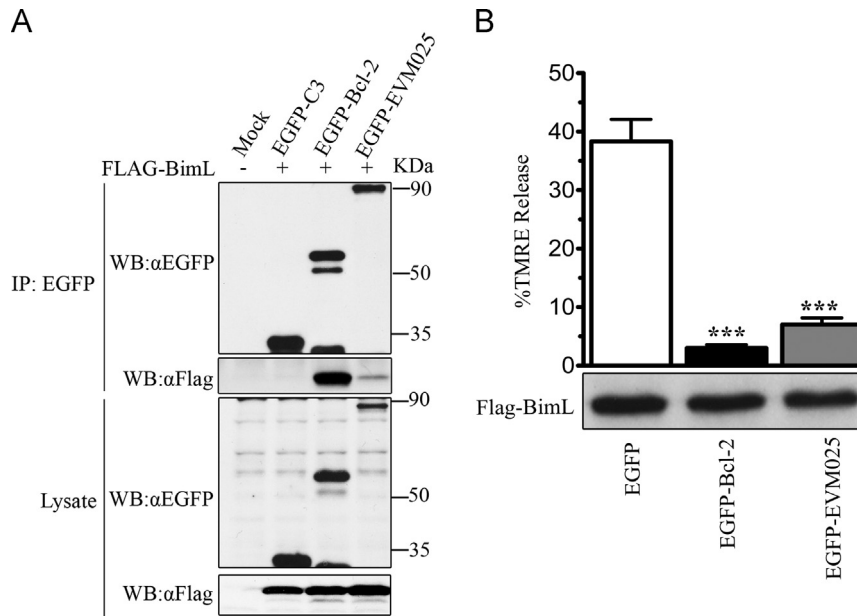 A
Mock
EGFP-C3
EGFP-Bcl-2
EGFP-EVM025
FLAG-BimL - + + + KDa
IP: EGFP
WB:αEGFP
90
50
35
WB:αFlag
Lysate
WB:αEGFP
90
50
35
WB:αFlag
B
%TMRE Release
50
40
30
20
10
0
***
***
Flag-BimL
EGFP
EGFP-Bcl-2
EGFP-EVM025